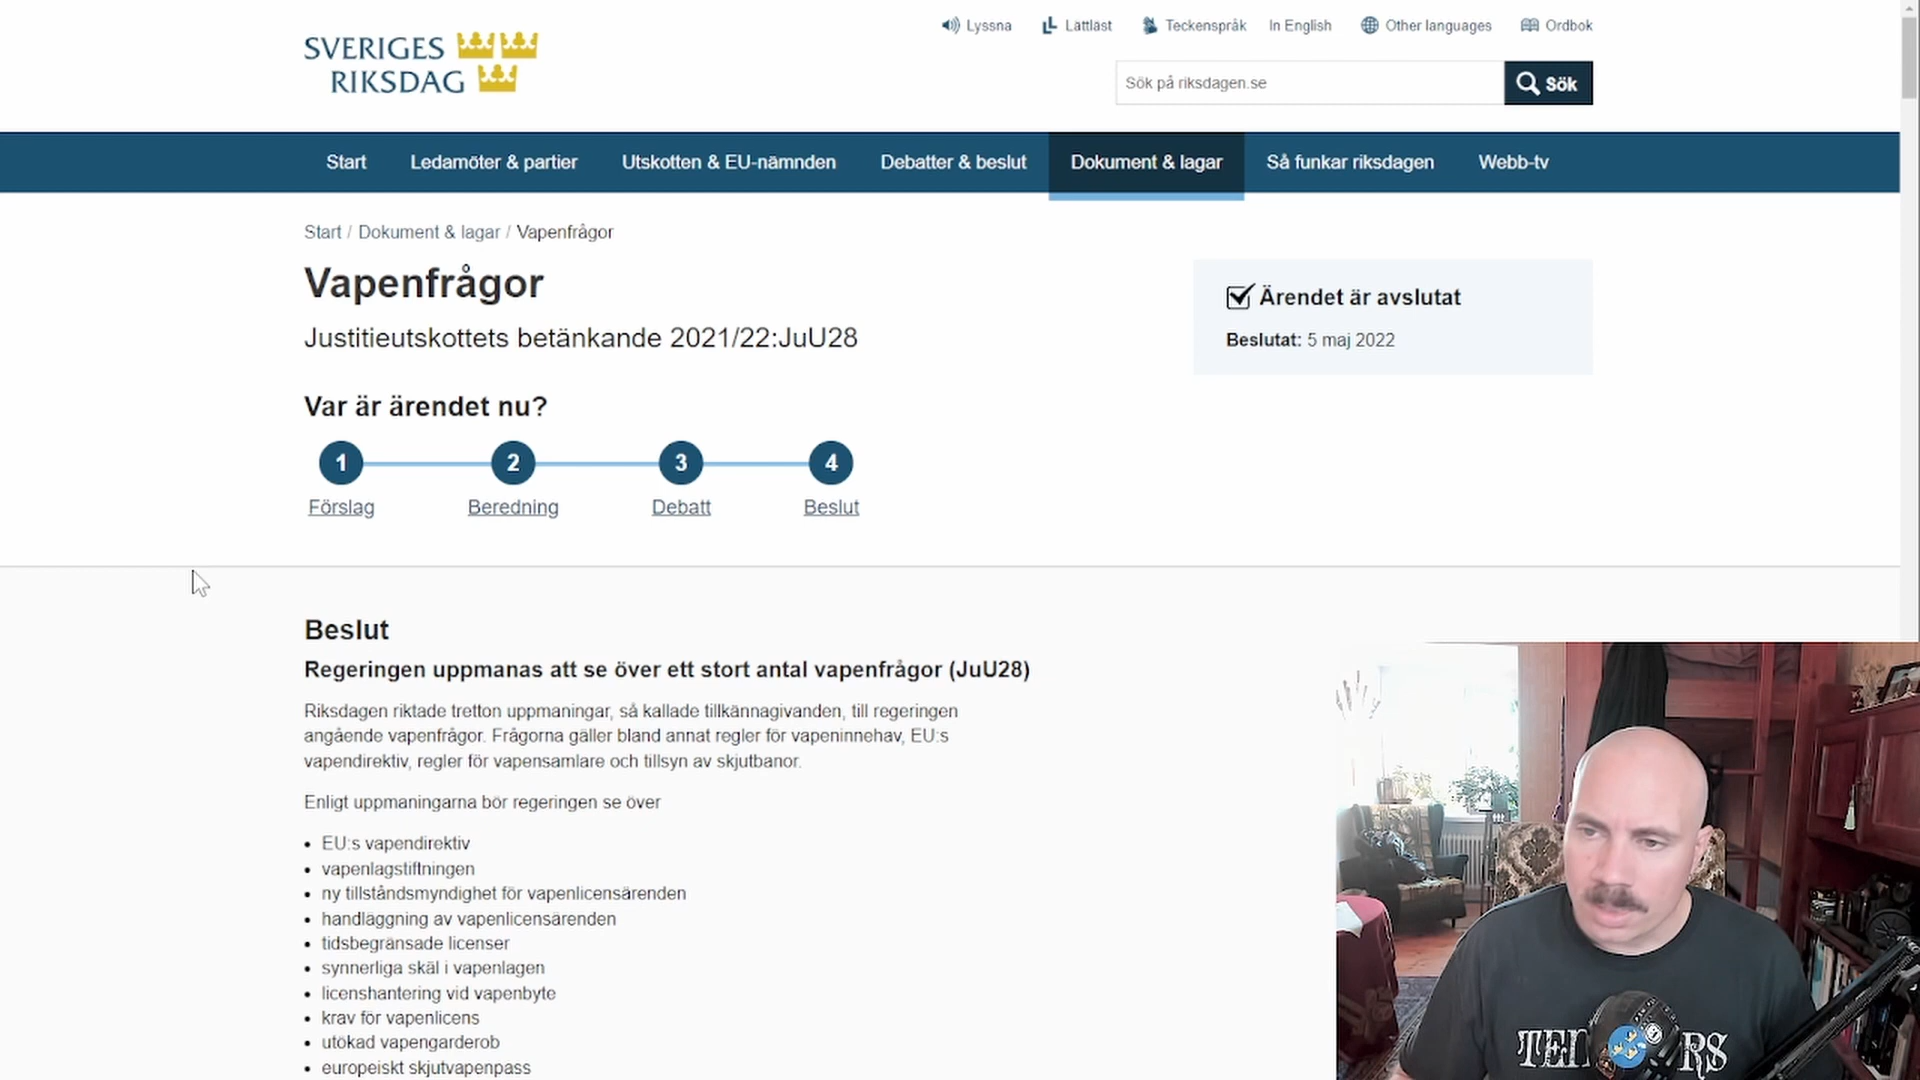 SVERIGES
RIKSDAG
Lyssna
Lättläst
Teckenspråk
In English
Other languages
Ordbok
Sök på riksdagen.se
Sök
Start
Ledamöter & partier
Utskotten & EU-nämnden
Debatter & beslut
Dokument & lagar
Så funkar riksdagen
Webb-tv
Start / Dokument & lagar / Vapenfrågor
Vapenfrågor
Justitieutskottets betänkande 2021/22:JuU28
Ärendet är avslutat
Beslutat: 5 maj 2022
Var är ärendet nu?
1
2
3
4
Förslag
Beredning
Debatt
Beslut
Beslut
Regeringen uppmanas att se över ett stort antal vapenfrågor (JuU28)
Riksdagen riktade tretton uppmaningar, så kallade tillkännagivanden, till regeringen
angående vapenfrågor. Frågorna gäller bland annat regler för vapeninnehav, EU:s
vapendirektiv, regler för vapensamlare och tillsyn av skjutbanor.
Enligt uppmaningarna bör regeringen se över
• EU:s vapendirektiv
• vapenlagstiftningen
• ny tillståndsmyndighet för vapenlicensärenden
• handläggning av vapenlicensärenden
• tidsbegränsade licenser
• synnerliga skäl i vapenlagen
• licenshantering vid vapenbyte
• krav för vapenlicens
• utökad vapengarderob
• europeiskt skjutvapenpass